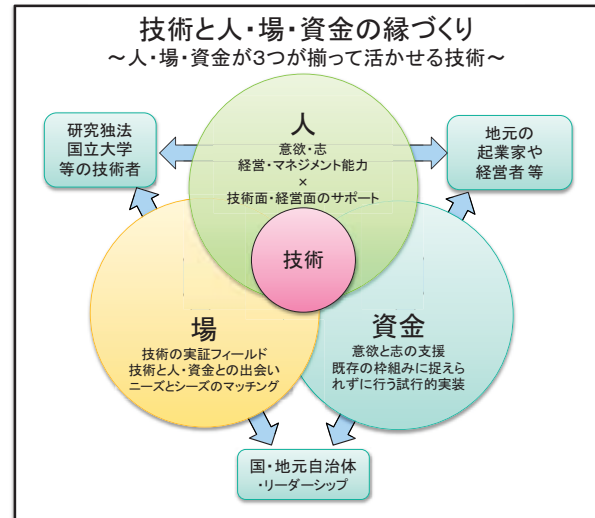 技術と人・場・資金の縁づくり
～人・場・資金が３つが揃って活かせる技術～
研究独法
国立大学
等の技術者
人
意欲・志
経営・マネジメント能力
×
技術面・経営面のサポート
地元の
起業家や
経営者等
技術
場
技術の実証フィールド
技術と人・資金との出会い
ニーズとシーズのマッチング
資金
意欲と志の支援
既存の枠組みに捉えら
れずに行う試行的実装
国・地元自治体
・リーダーシップ